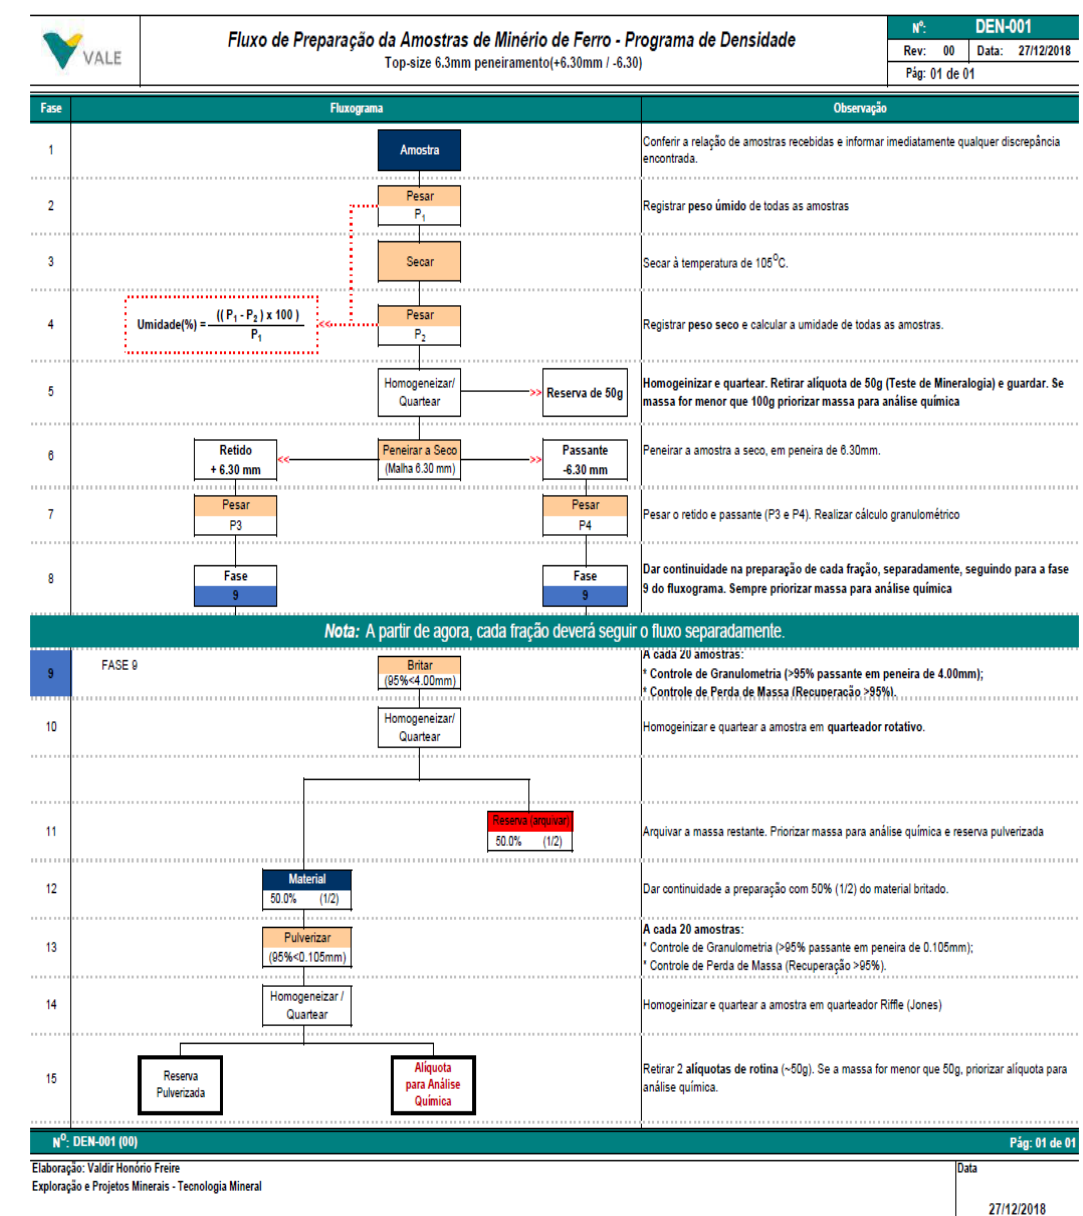 VALE
Fluxo de Preparação da Amostras de Minério de Ferro - Programa de Densidade
Top-size 6.3mm peneiramento(+6.30mm / -6.30)
Nº: DEN-001
Rev: 00 Data: 27/12/2018
Pág: 01 de 01
Fase Fluxograma Observação
1
Amostra
Conferir a relação de amostras recebidas e informar imediatamente qualquer discrepância
encontrada.
2
Pesar
P1
Registrar peso úmido de todas as amostras
3
Secar
Secar à temperatura de 105ºC.
4
Umidade(%) = (( P1 - P2 ) x 100 )
P1
<<
Pesar
P2
Registrar peso seco e calcular a umidade de todas as amostras.
5
Homogeneizar/
Quartear
>>
Reserva de 50g
Homogeinizar e quartear. Retirar alíquota de 50g (Teste de Mineralogia) e guardar. Se
massa for menor que 100g priorizar massa para análise química
6
Retido
+ 6.30 mm
<<
Peneirar a Seco
(Malha 6.30 mm)
>>
Passante
-6.30 mm
Peneirar a amostra a seco, em peneira de 6.30mm.
7
Pesar
P3
Pesar
P4
Pesar o retido e passante (P3 e P4). Realizar cálculo granulométrico
8
Fase
9
Fase
9
Dar continuidade na preparação de cada fração, separadamente, seguindo para a fase
9 do fluxograma. Sempre priorizar massa para análise química
Nota: A partir de agora, cada fração deverá seguir o fluxo separadamente.
9
FASE 9
Britar
(95%<4.00mm)
A cada 20 amostras:
* Controle de Granulometria (>95% passante em peneira de 4.00mm);
* Controle de Perda de Massa (Recuperação >95%).
10
Homogeneizar/
Quartear
Homogeinizar e quartear a amostra em quarteador rotativo.
11
Reserva (arquivar)
50.0% (1/2)
Arquivar a massa restante. Priorizar massa para análise química e reserva pulverizada
12
Material
50.0% (1/2)
Dar continuidade a preparação com 50% (1/2) do material britado.
13
Pulverizar
(95%<0.105mm)
A cada 20 amostras:
* Controle de Granulometria (>95% passante em peneira de 0.105mm);
* Controle de Perda de Massa (Recuperação >95%).
14
Homogeneizar /
Quartear
Homogeinizar e quartear a amostra em quarteador Riffle (Jones)
15
Reserva
Pulverizada
Alíquota
para Análise
Química
Retirar 2 alíquotas de rotina (~50g). Se a massa for menor que 50g, priorizar alíquota para
análise química.
Nº: DEN-001 (00) Pág: 01 de 01
Elaboração: Valdir Honório Freire
Exploração e Projetos Minerais - Tecnologia Mineral
Data
27/12/2018